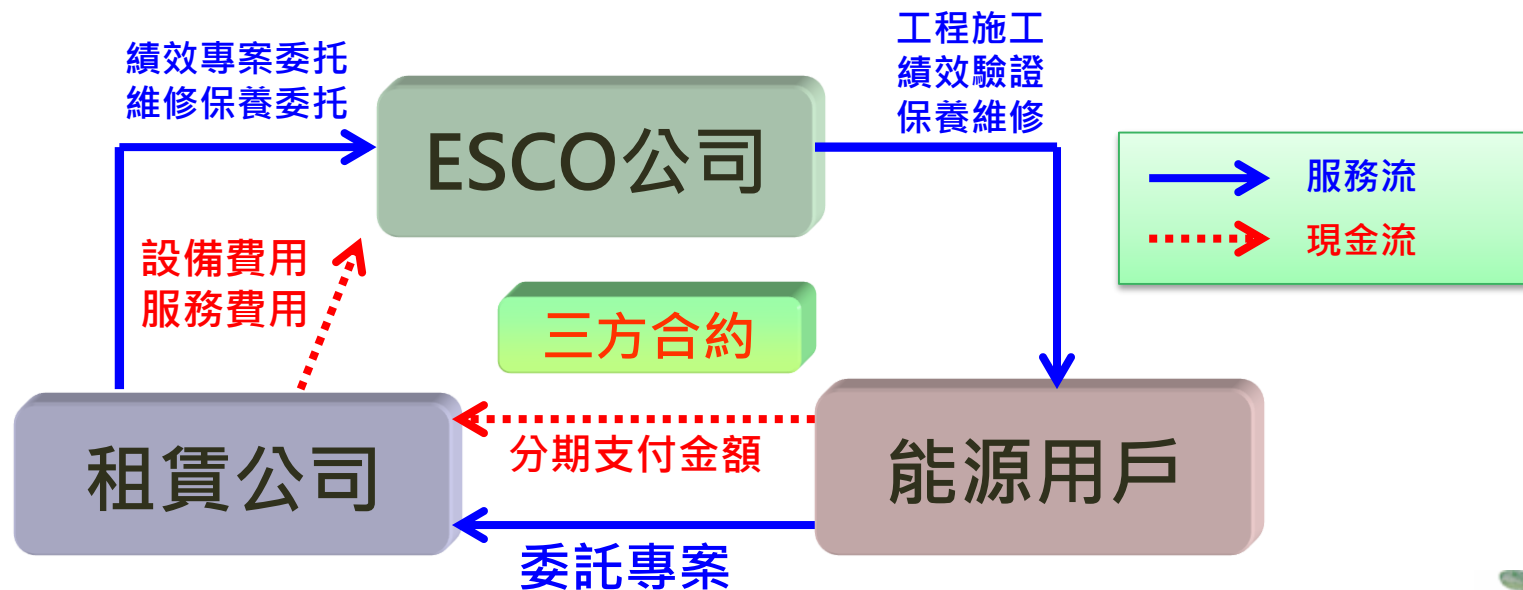 績效專案委托
維修保養委托
工程施工
績效驗證
保養維修
ESCO公司
服務流
現金流
設備費用
服務費用
三方合約
租賃公司
分期支付金額
能源用戶
委託專案